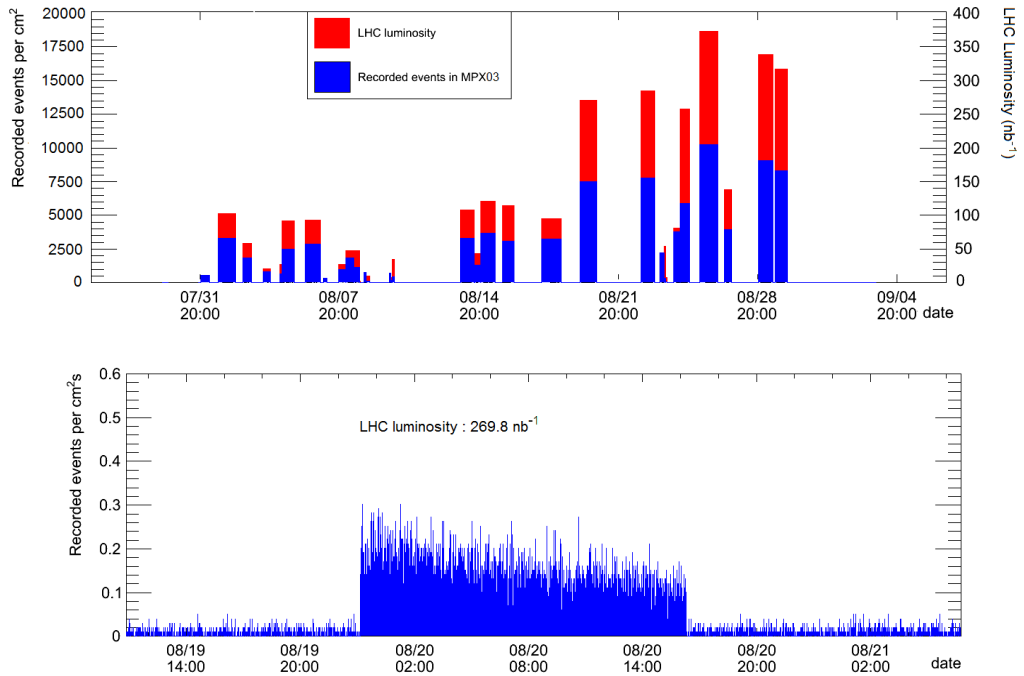 Recorded events per cm²
20000
17500
15000
12500
10000
7500
5000
2500
0
LHC luminosity
Recorded events in MPX03
400
350
300
250
200
150
100
50
0
LHC Luminosity (nb⁻¹)
07/31 08/07 08/14 08/21 08/28 09/04 date
20:00 20:00 20:00 20:00 20:00 20:00
Recorded events per cm²s
0.6
0.5
0.4
0.3
0.2
0.1
0
LHC luminosity : 269.8 nb⁻¹
08/19 08/19 08/20 08/20 08/20 08/20 08/21 date
14:00 20:00 02:00 08:00 14:00 20:00 02:00